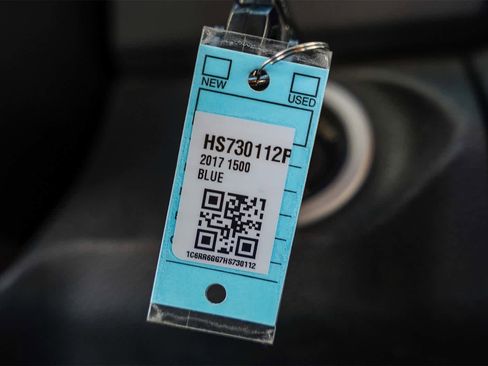 NEW USED
HS730112P
2017 1500
BLUE
1C6RR6GG7HS730112